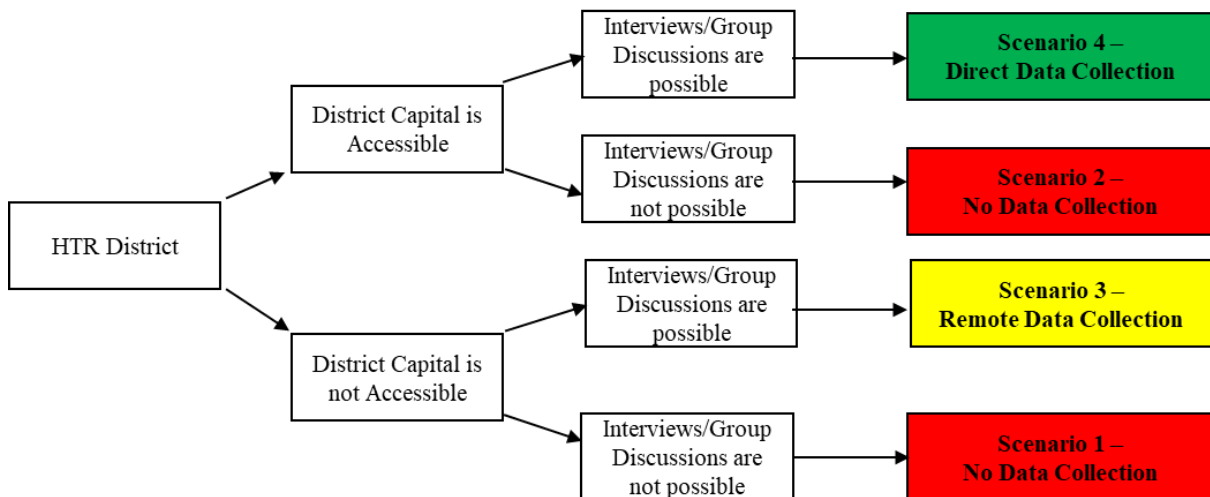 Interviews/Group
Discussions are
possible
Scenario 4 –
Direct Data Collection
District Capital is
Accessible
Interviews/Group
Discussions are
not possible
Scenario 2 –
No Data Collection
HTR District
Interviews/Group
Discussions are
possible
Scenario 3 –
Remote Data Collection
District Capital is
not Accessible
Interviews/Group
Discussions are
not possible
Scenario 1 –
No Data Collection